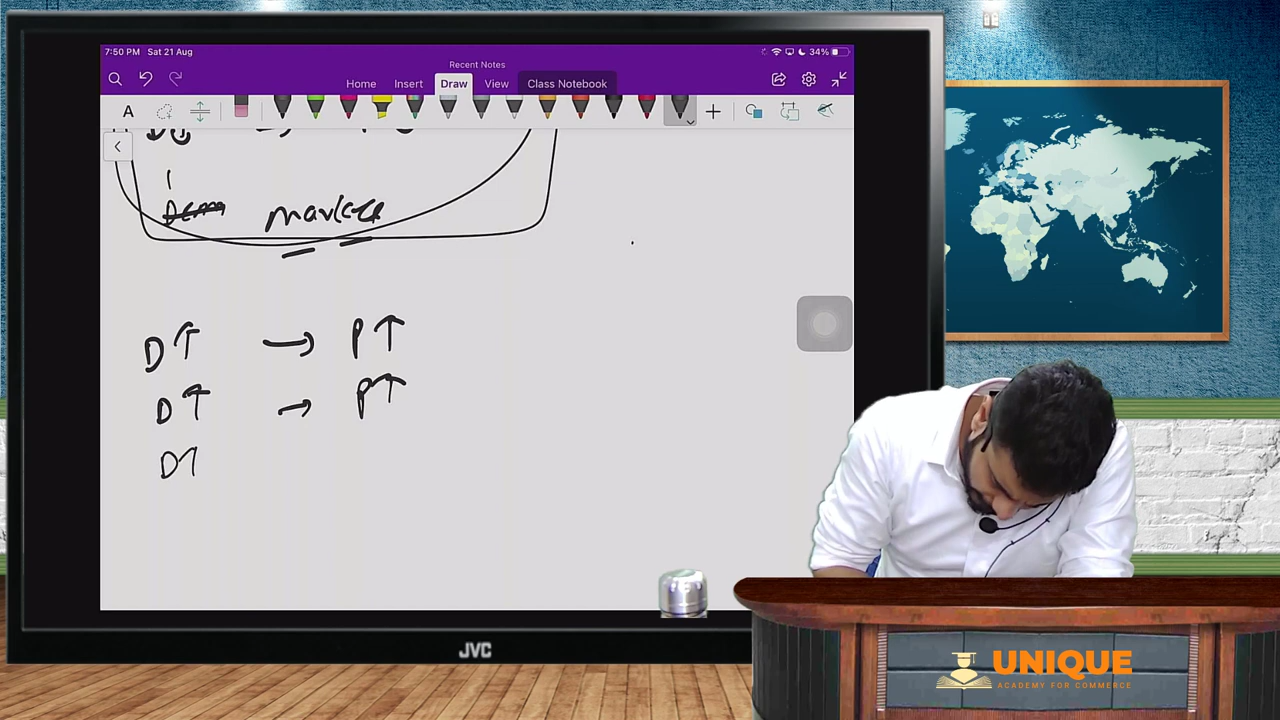 7:50 PM Sat 21 Aug
34%
Recent Notes
Home Insert Draw View Class Notebook
A
D↑ → P↑
D↑ → P↑
D↑
JVC
UNIQUE
ACADEMY FOR COMMERCE